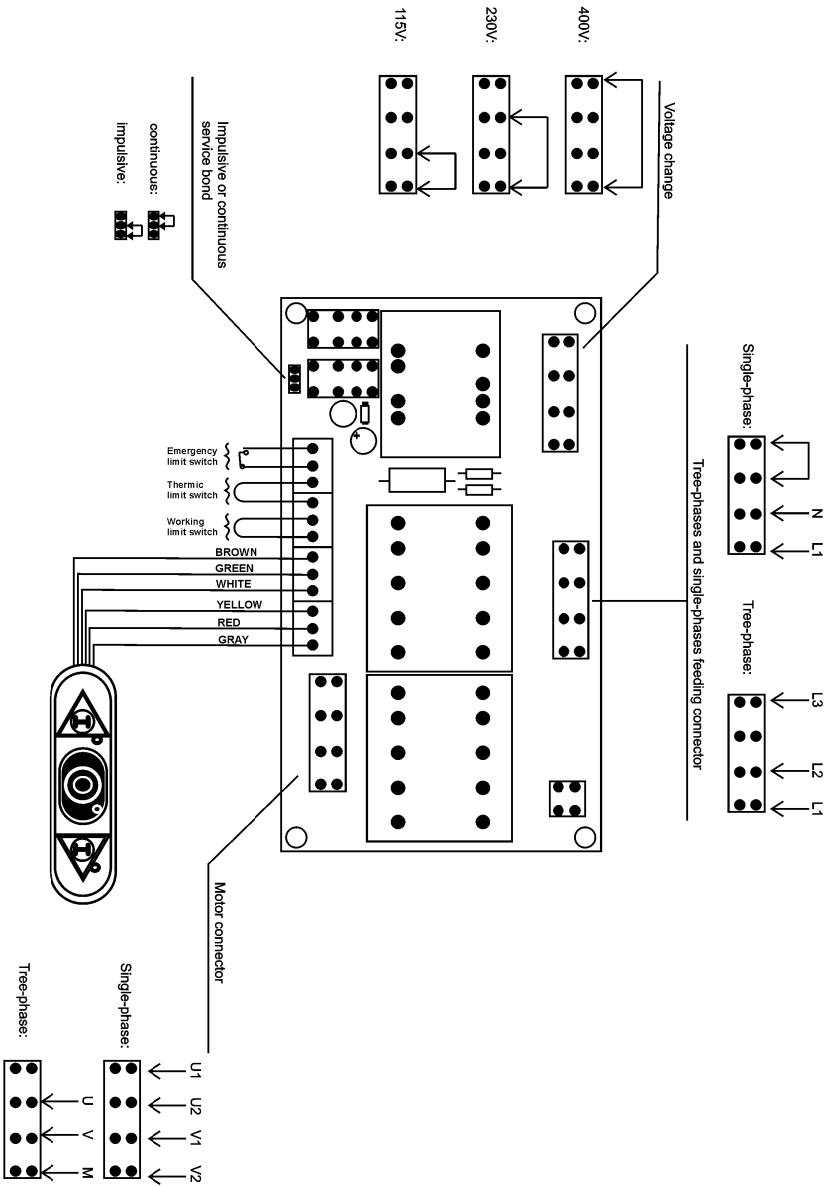 115V:
230V:
400V:
Voltage change
Impulsive or continuous
service bond
continuous:
impulsive:
Single-phase:
N
L1
Tree-phase:
L3
L2
L1
Tree-phases and single-phases feeding connector
Emergency
limit switch
Thermic
limit switch
Working
limit switch
BROWN
GREEN
WHITE
YELLOW
RED
GRAY
+
I
I
Motor connector
Single-phase:
U1
U2
V1
V2
Tree-phase:
U
V
M